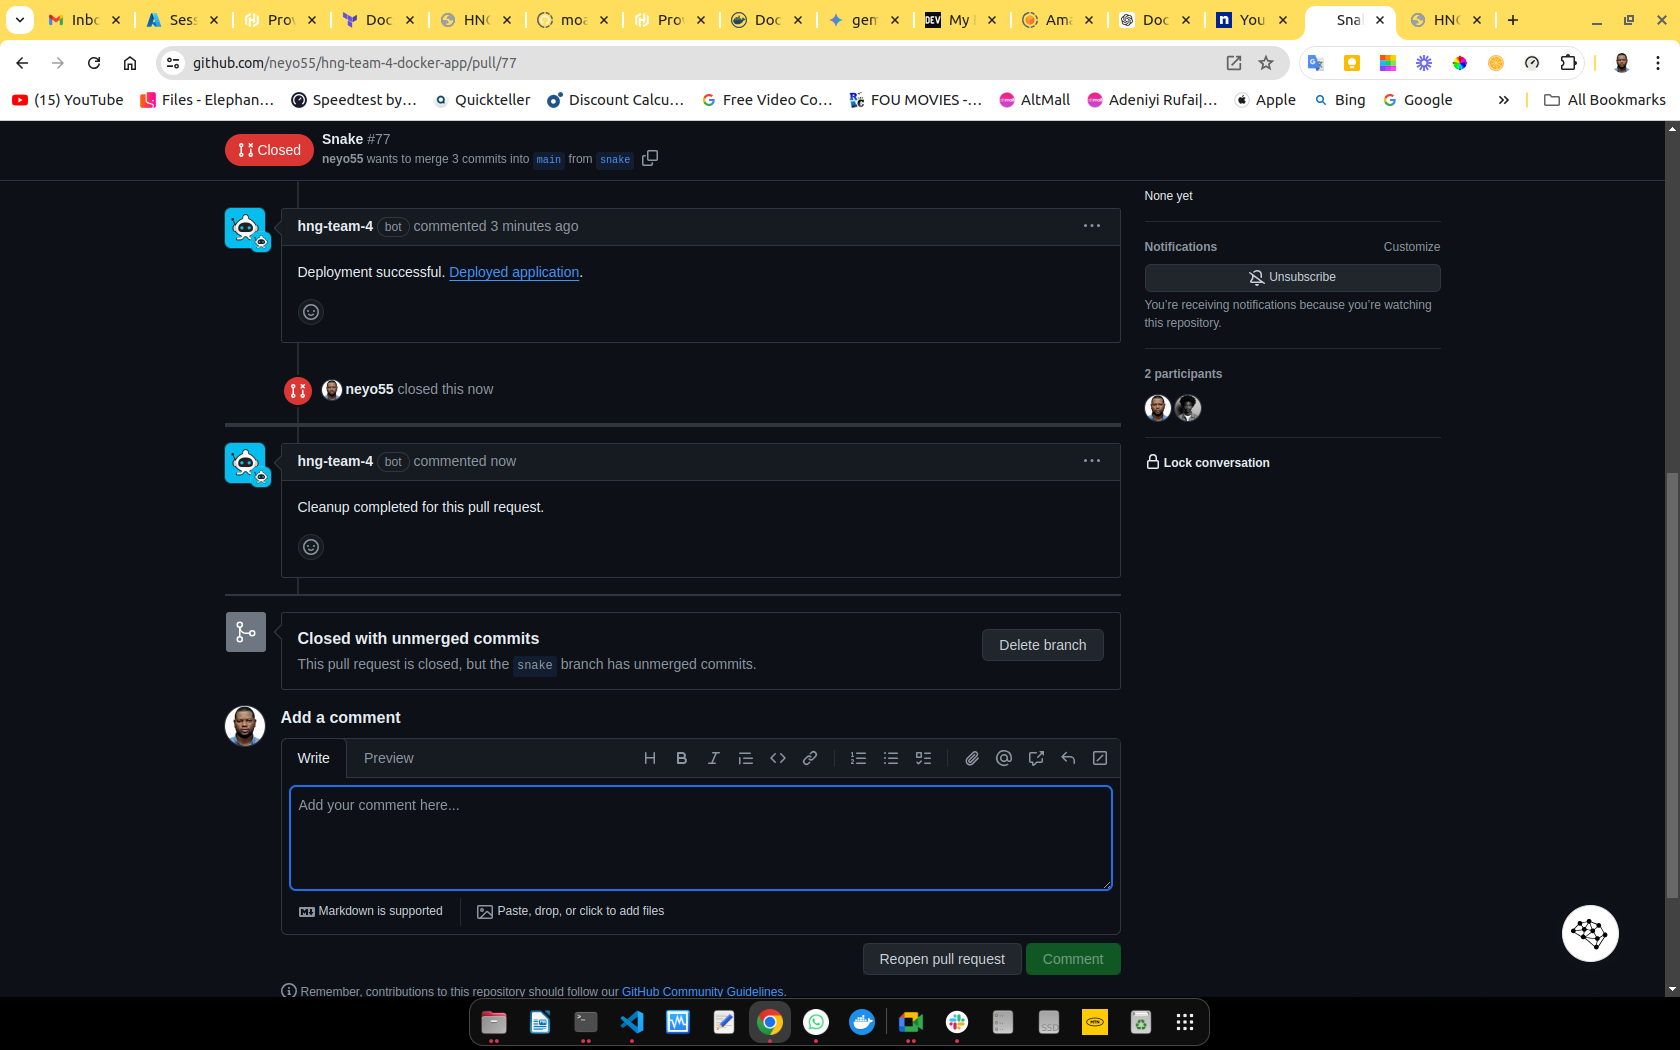 Inbo
Sess
Prov
Doc
HNG
moa
Prov
Doc
gem
DEV My
Ama
Doc
You
Sna
HNG
github.com/neyo55/hng-team-4-docker-app/pull/77
(15) YouTube
Files - Elephan...
Speedtest by...
Quickteller
Discount Calcu...
Free Video Co...
FOU MOVIES -...
AltMall
Adeniyi Rufai|...
Apple
Bing
Google
»
All Bookmarks
Closed
Snake #77
neyo55 wants to merge 3 commits into main from snake
hng-team-4 bot commented 3 minutes ago
Deployment successful. Deployed application.
neyo55 closed this now
hng-team-4 bot commented now
Cleanup completed for this pull request.
Closed with unmerged commits
This pull request is closed, but the snake branch has unmerged commits.
Delete branch
Add a comment
Write
Preview
Add your comment here...
Markdown is supported
Paste, drop, or click to add files
Reopen pull request
Comment
Remember, contributions to this repository should follow our GitHub Community Guidelines.
None yet
Notifications
Customize
Unsubscribe
You're receiving notifications because you're watching
this repository.
2 participants
Lock conversation
SSD